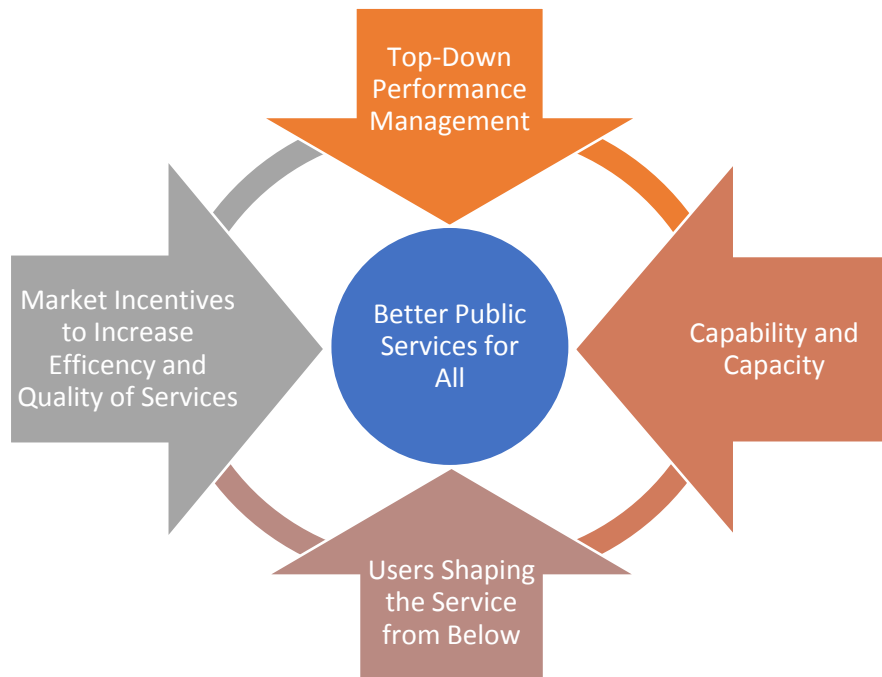 Top-Down
Performance
Management
Market Incentives
to Increase
Efficency and
Quality of Services
Better Public
Services for
All
Capability and
Capacity
Users Shaping
the Service
from Below